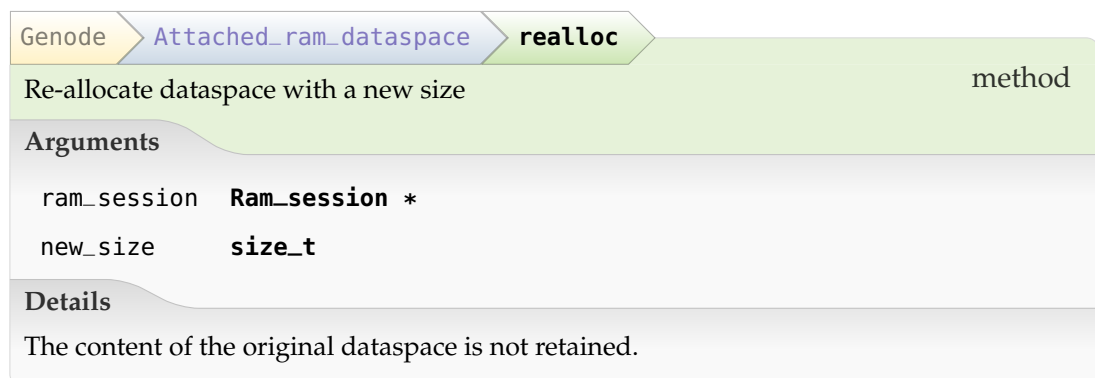 Genode Attached_ram_dataspace realloc
Re-allocate dataspace with a new size method
Arguments
ram_session Ram_session *
new_size size_t
Details
The content of the original dataspace is not retained.